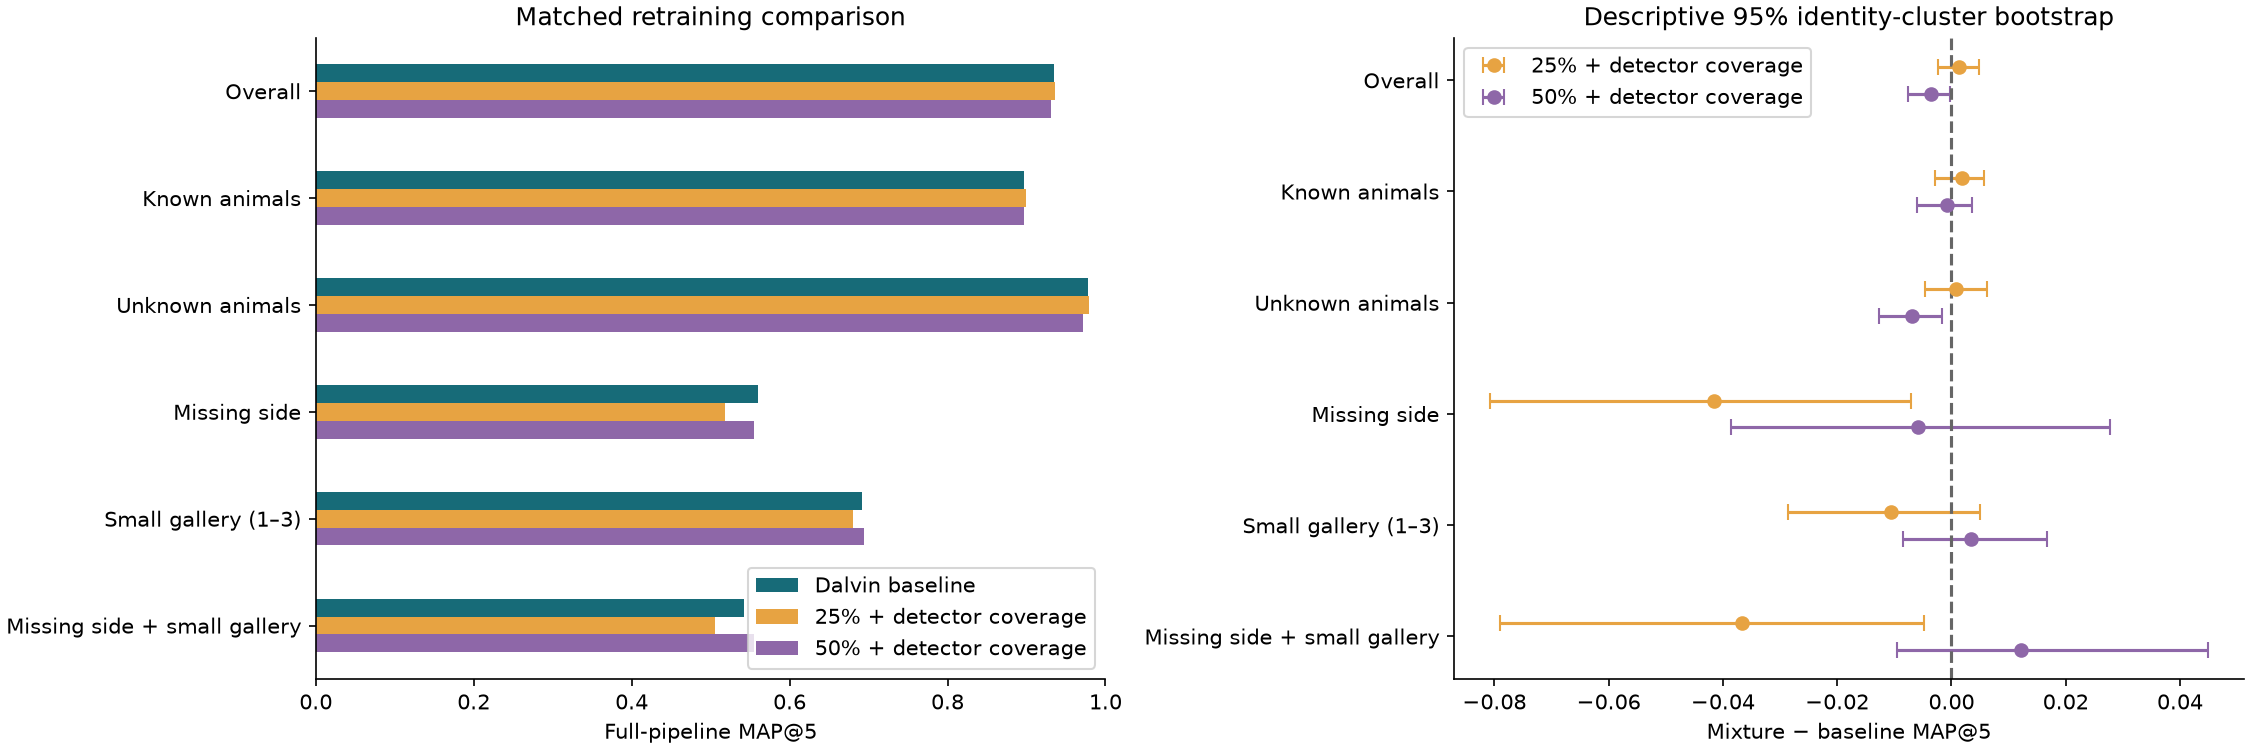 Matched retraining comparison
Overall
Known animals
Unknown animals
Missing side
Small gallery (1–3)
Missing side + small gallery
Dalvin baseline
25% + detector coverage
50% + detector coverage
0.0 0.2 0.4 0.6 0.8 1.0
Full-pipeline MAP@5
Descriptive 95% identity-cluster bootstrap
25% + detector coverage
50% + detector coverage
Overall
Known animals
Unknown animals
Missing side
Small gallery (1–3)
Missing side + small gallery
−0.08 −0.06 −0.04 −0.02 0.00 0.02 0.04
Mixture − baseline MAP@5